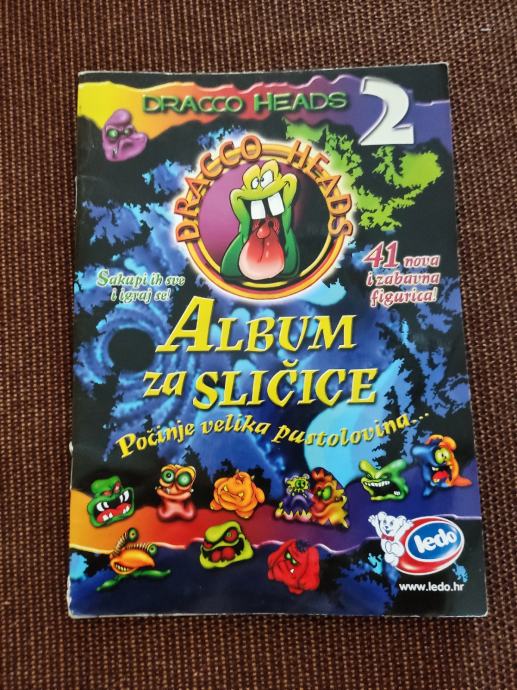 DRACCO HEADS 2
DRACCO HEADS
Sakupi ih sve
i igraj se!
41 nova
i zabavna
figurica!
ALBUM
za SLIČICE
Počinje velika pustolovina...
ledo
www.ledo.hr